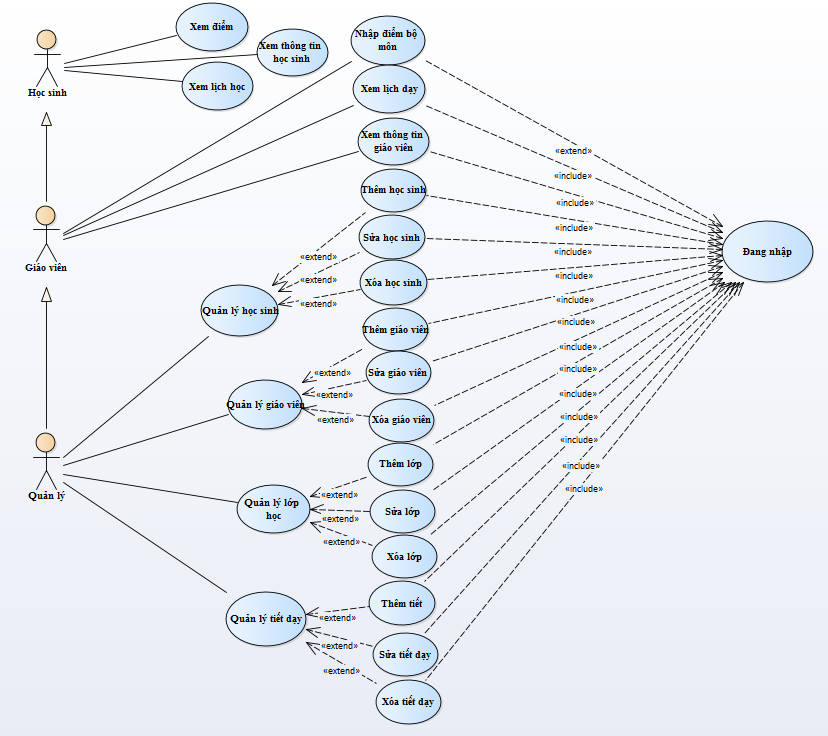 Xem điểm
Xem thông tin
học sinh
Xem lịch học
Học sinh
Nhập điểm bộ
môn
Xem lịch dạy
Xem thông tin
giáo viên
Thêm học sinh
Sửa học sinh
Xóa học sinh
Giáo viên
Quản lý học sinh
«extend»
«extend»
«extend»
Thêm giáo viên
Sửa giáo viên
Xóa giáo viên
Quản lý giáo viên
«extend»
«extend»
«extend»
Quản lý
Thêm lớp
Sửa lớp
Xóa lớp
Quản lý lớp
học
«extend»
«extend»
«extend»
Thêm tiết
Sửa tiết dạy
Xóa tiết dạy
Quản lý tiết dạy
«extend»
«extend»
«extend»
«extend»
«include»
«include»
«include»
«include»
«include»
«include»
«include»
«include»
«include»
«include»
«include»
«include»
«include»
«include»
Đang nhập